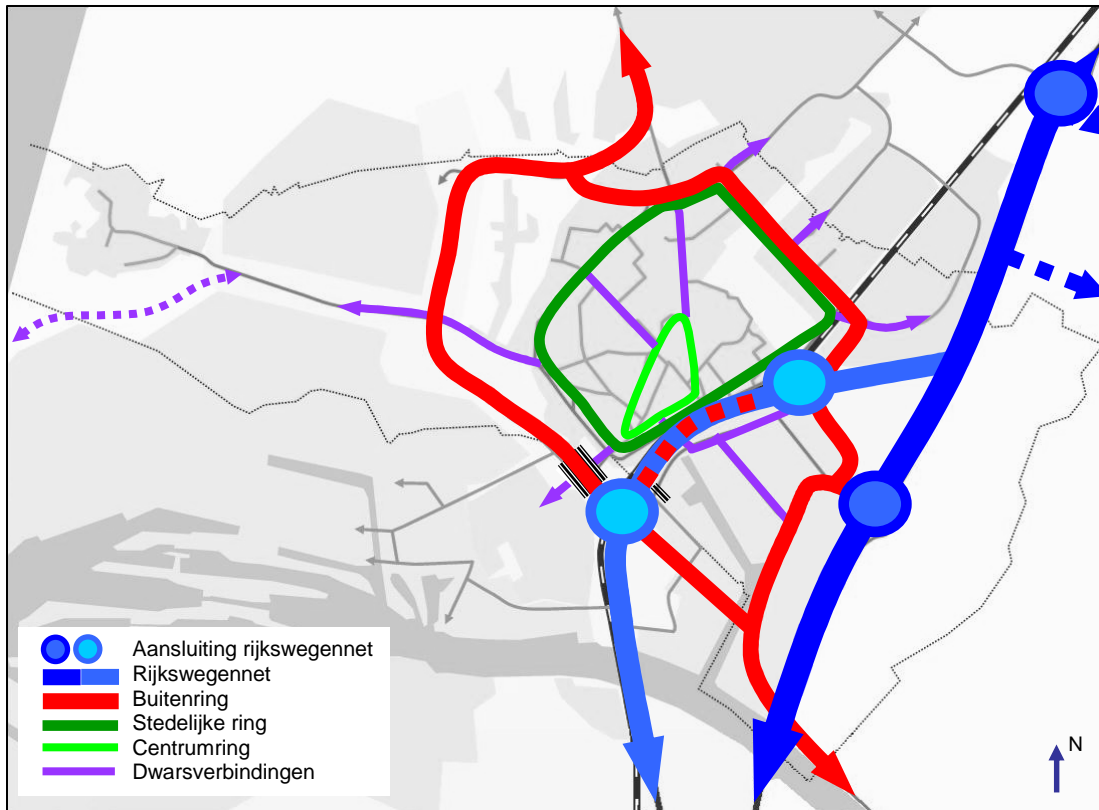 Aansluiting rijkswegennet
Rijkswegennet
Buitenring
Stedelijke ring
Centrumring
Dwarsverbindingen
N